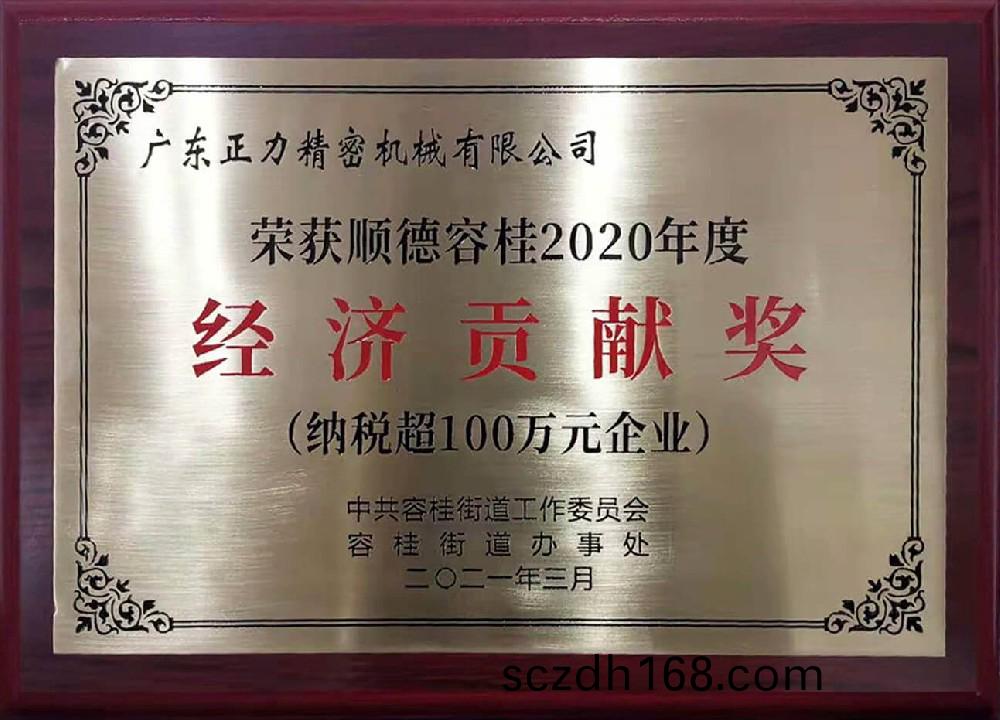 广东正力精密机械有限公司
荣获顺德容桂2020年度
经济贡献奖
(纳税超100万元企业)
中共容桂街道工作委员会
容桂街道办事处
二〇二一年三月
sczdh168.com